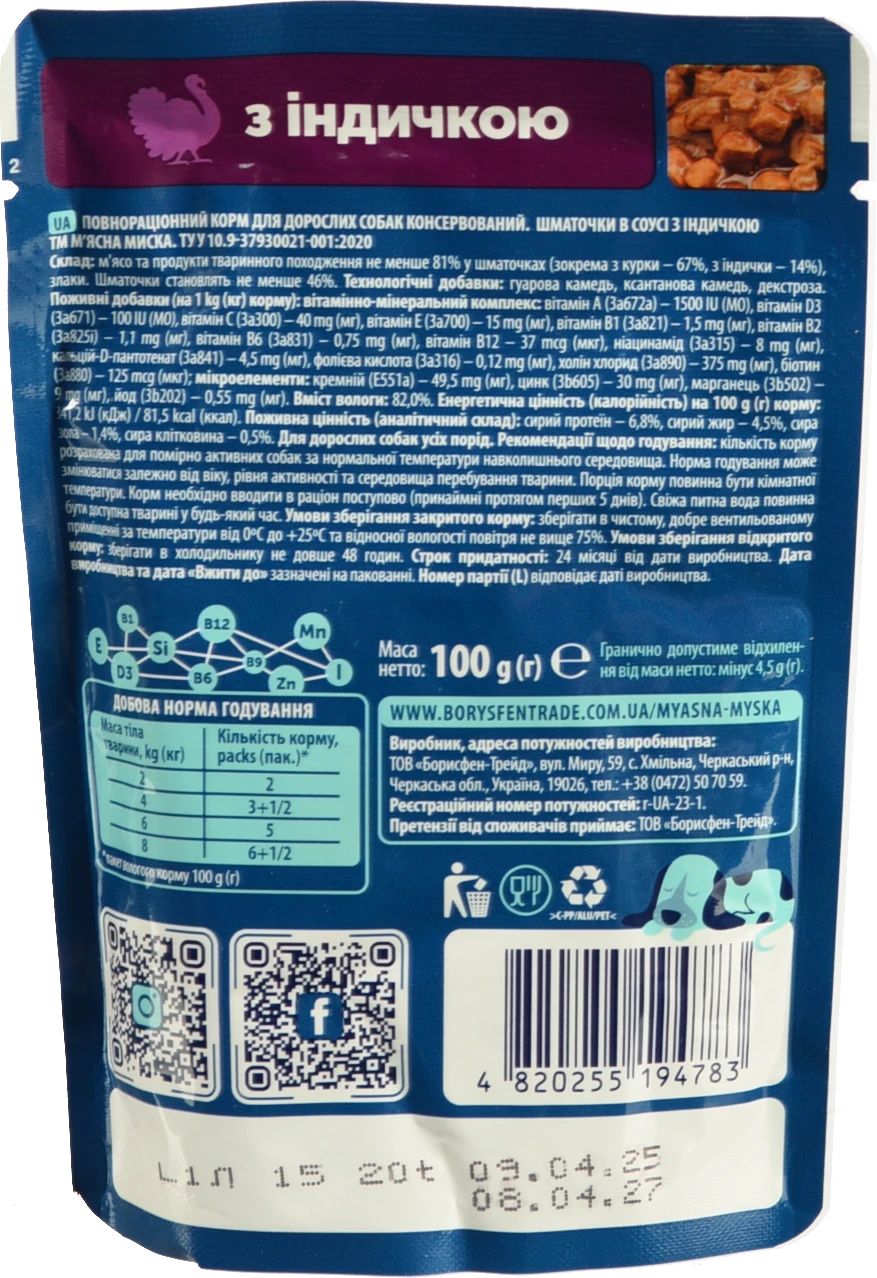 з індичкою
2
UA ПОВНОРАЦІОННИЙ КОРМ ДЛЯ ДОРОСЛИХ СОБАК КОНСЕРВОВАНИЙ. ШМАТОЧКИ В СОУСІ З ІНДИЧКОЮ
ТМ М'ЯСНА МИСКА. ТУ У 10.9-37930021-001:2020
Склад: м'ясо та продукти тваринного походження не менше 81% у шматочках (зокрема з курки – 67%, з індички – 14%),
злаки. Шматочки становлять не менше 46%. Технологічні добавки: гуарова камедь, ксантанова камедь, декстроза.
Поживні добавки (на 1 kg (кг) корму): вітамінно-мінеральний комплекс: вітамін А (3а672а) – 1500 IU (МО), вітамін D3
(3а671) – 100 IU (МО), вітамін С (3а300) – 40 mg (мг), вітамін Е (3а700) – 15 mg (мг), вітамін В1 (3а821) – 1,5 mg (мг), вітамін В2
(3а825і) – 1,1 mg (мг), вітамін В6 (3а831) – 0,75 mg (мг), вітамін В12 – 37 mcg (мкг), ніацинамід (3а315) – 8 mg (мг),
кальцій-D-пантотенат (3а841) – 4,5 mg (мг), фолієва кислота (3а316) – 0,12 mg (мг), холін хлорид (3а890) – 375 mg (мг), біотин
(3а880) – 125 mcg (мкг); мікроелементи: кремній (Е551а) – 49,5 mg (мг), цинк (3b605) – 30 mg (мг), марганець (3b502) –
9 mg (мг), йод (3b202) – 0,55 mg (мг). Вміст вологи: 82,0%. Енергетична цінність (калорійність) на 100 g (г) корму:
341,2 kJ (кДж) / 81,5 kcal (ккал). Поживна цінність (аналітичний склад): сирий протеїн – 6,8%, сирий жир – 4,5%, сира
зола – 1,4%, сира клітковина – 0,5%. Для дорослих собак усіх порід. Рекомендації щодо годування: кількість корму
розрахована для помірно активних собак за нормальної температури навколишнього середовища. Норма годування може
змінюватися залежно від віку, рівня активності та середовища перебування тварини. Порція корму повинна бути кімнатної
температури. Корм необхідно вводити в раціон поступово (принаймні протягом перших 5 днів). Свіжа питна вода повинна
бути доступна тварині у будь-який час. Умови зберігання закритого корму: зберігати в чистому, добре вентильованому
приміщенні за температури від 0ºС до +25ºС та відносної вологості повітря не вище 75%. Умови зберігання відкритого
корму: зберігати в холодильнику не довше 48 годин. Строк придатності: 24 місяці від дати виробництва. Дата
виробництва та дата «Вжити до» зазначені на пакованні. Номер партії (L) відповідає даті виробництва.
E B1 D3 Si B12 B6 B9 Zn Mn I
Маса нетто: 100 g (г) ℮
Гранично допустиме відхилен-
ня від маси нетто: мінус 4,5 g (г).
ДОБОВА НОРМА ГОДУВАННЯ
Маса тіла Кількість корму,
тварини, kg (кг) packs (пак.)*
2 2
4 3+1/2
6 5
8 6+1/2
*пакет вологого корму 100 g (г)
WWW.BORYSFENTRADE.COM.UA/MYASNA-MYSKA
Виробник, адреса потужностей виробництва:
ТОВ «Борисфен-Трейд», вул. Миру, 59, с. Хмільна, Черкаський р-н,
Черкаська обл., Україна, 19026, тел.: +38 (0472) 50 70 59.
Реєстраційний номер потужностей: r-UA-23-1.
Претензії від споживачів приймає: ТОВ «Борисфен-Трейд».
>C-PP/ALU/PET<
4 820255 194783
L1Л 15 20t 09.04.25
08.04.27